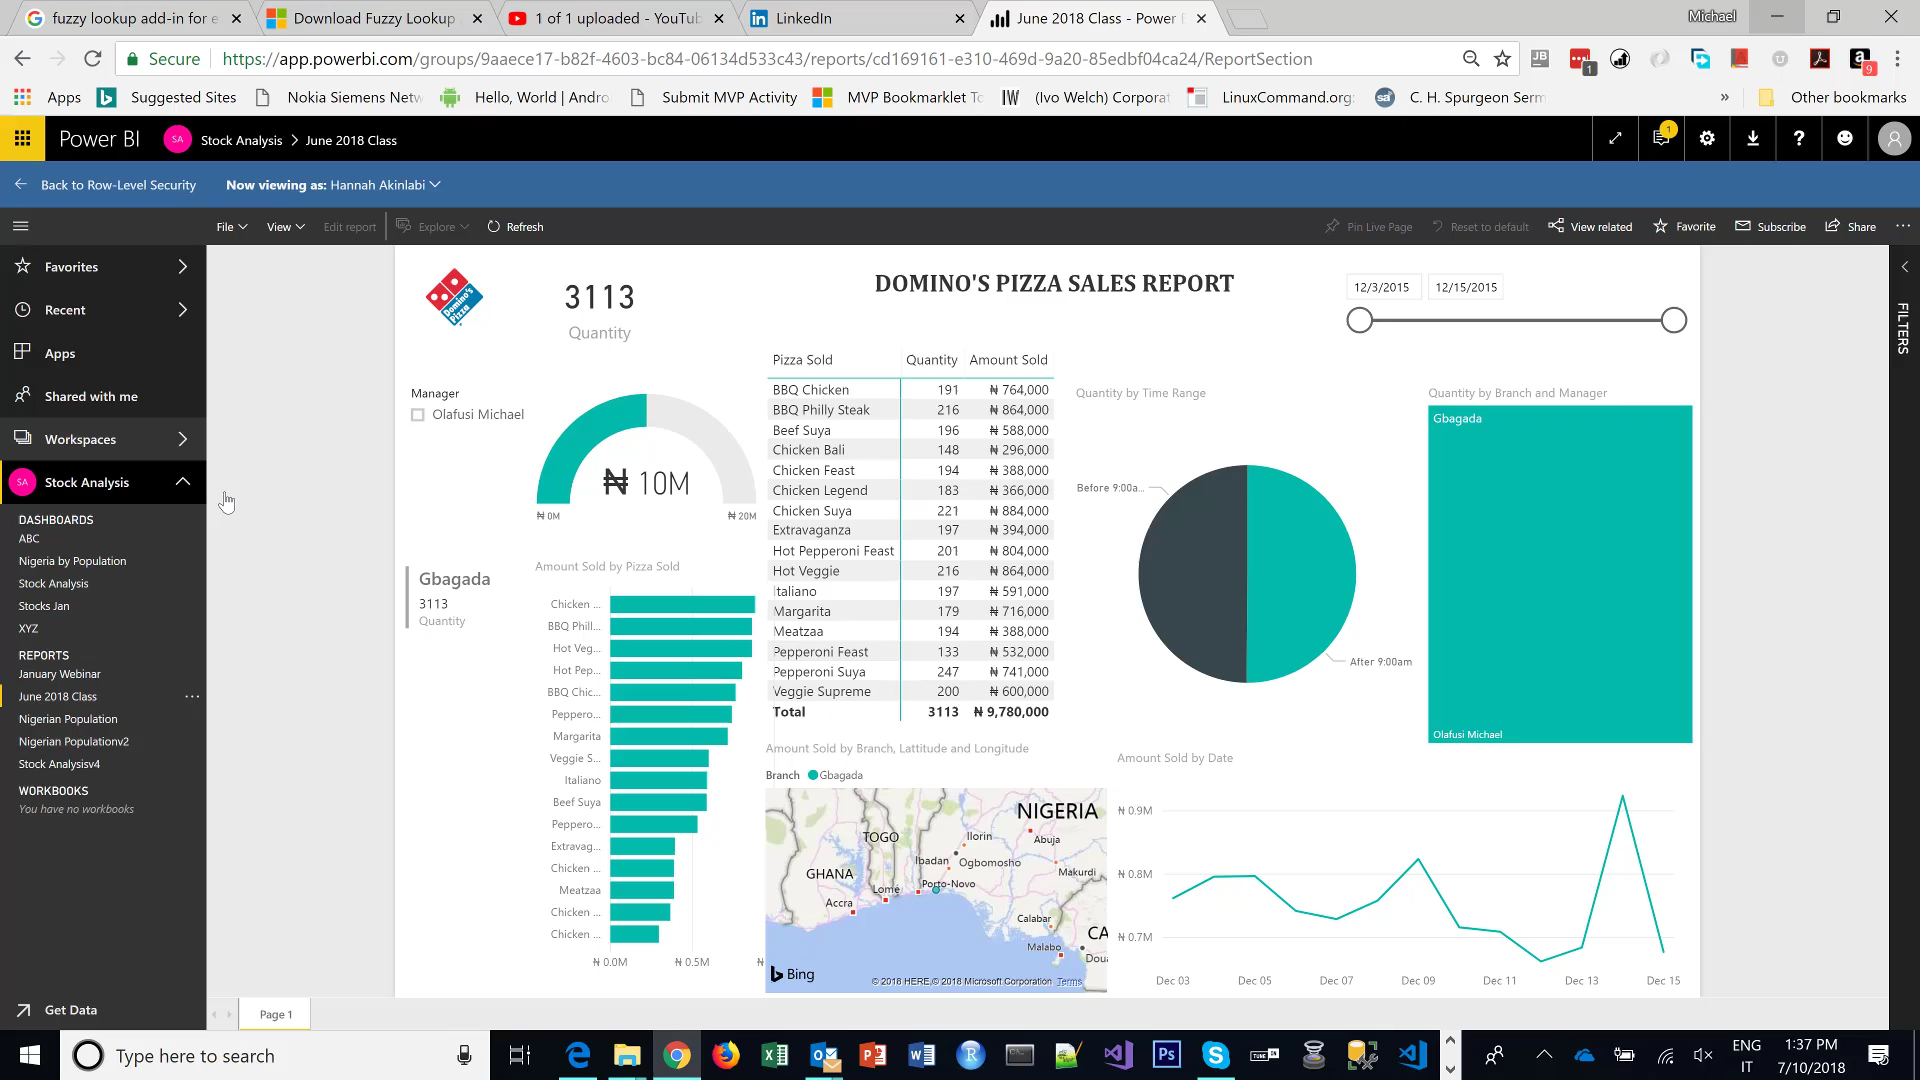 fuzzy lookup add-in for e
Download Fuzzy Lookup
1 of 1 uploaded - YouTub
LinkedIn
June 2018 Class - Power B
Michael
Secure
https://app.powerbi.com/groups/9aaece17-b82f-4603-bc84-06134d533c43/reports/cd169161-e310-469d-9a20-85edbf04ca24/ReportSection
JB
1
9
Apps
Suggested Sites
Nokia Siemens Netw
Hello, World | Andro
Submit MVP Activity
MVP Bookmarklet To
(Ivo Welch) Corporat
LinuxCommand.org:
C. H. Spurgeon Serm
»
Other bookmarks
Power BI
SA
Stock Analysis > June 2018 Class
1
Back to Row-Level Security
Now viewing as: Hannah Akinlabi
File
View
Edit report
Explore
Refresh
Pin Live Page
Reset to default
View related
Favorite
Subscribe
Share
Favorites
Recent
Apps
Shared with me
Workspaces
SA
Stock Analysis
DASHBOARDS
ABC
Nigeria by Population
Stock Analysis
Stocks Jan
XYZ
REPORTS
January Webinar
June 2018 Class
Nigerian Population
Nigerian Populationv2
Stock Analysisv4
WORKBOOKS
You have no workbooks
Get Data
Domino's Pizza
3113
Quantity
DOMINO'S PIZZA SALES REPORT
12/3/2015
12/15/2015
FILTERS
Manager
Olafusi Michael
₦ 10M
₦ 0M
₦ 20M
Gbagada
3113
Quantity
Amount Sold by Pizza Sold
Chicken ...
BBQ Phill...
Hot Veg...
Hot Pep...
BBQ Chic...
Peppero...
Margarita
Veggie S...
Italiano
Beef Suya
Peppero...
Extravag...
Chicken ...
Meatzaa
Chicken ...
Chicken ...
₦ 0.0M
₦ 0.5M
₦
Pizza Sold Quantity Amount Sold
BBQ Chicken 191 ₦ 764,000
BBQ Philly Steak 216 ₦ 864,000
Beef Suya 196 ₦ 588,000
Chicken Bali 148 ₦ 296,000
Chicken Feast 194 ₦ 388,000
Chicken Legend 183 ₦ 366,000
Chicken Suya 221 ₦ 884,000
Extravaganza 197 ₦ 394,000
Hot Pepperoni Feast 201 ₦ 804,000
Hot Veggie 216 ₦ 864,000
Italiano 197 ₦ 591,000
Margarita 179 ₦ 716,000
Meatzaa 194 ₦ 388,000
Pepperoni Feast 133 ₦ 532,000
Pepperoni Suya 247 ₦ 741,000
Veggie Supreme 200 ₦ 600,000
Total 3113 ₦ 9,780,000
Amount Sold by Branch, Lattitude and Longitude
Branch Gbagada
NIGERIA
TOGO
Ilorin
Abuja
Ibadan
Ogbomosho
GHANA
Makurdi
Lomé
Porto-Novo
Accra
Calabar
CA
Malabo
Doua
Bing
© 2018 HERE,© 2018 Microsoft Corporation Terms
Quantity by Time Range
Before 9:00a...
After 9:00am
Quantity by Branch and Manager
Gbagada
Olafusi Michael
Amount Sold by Date
₦ 0.9M
₦ 0.8M
₦ 0.7M
Dec 03
Dec 05
Dec 07
Dec 09
Dec 11
Dec 13
Dec 15
Page 1
Type here to search
ENG
IT
1:37 PM
7/10/2018